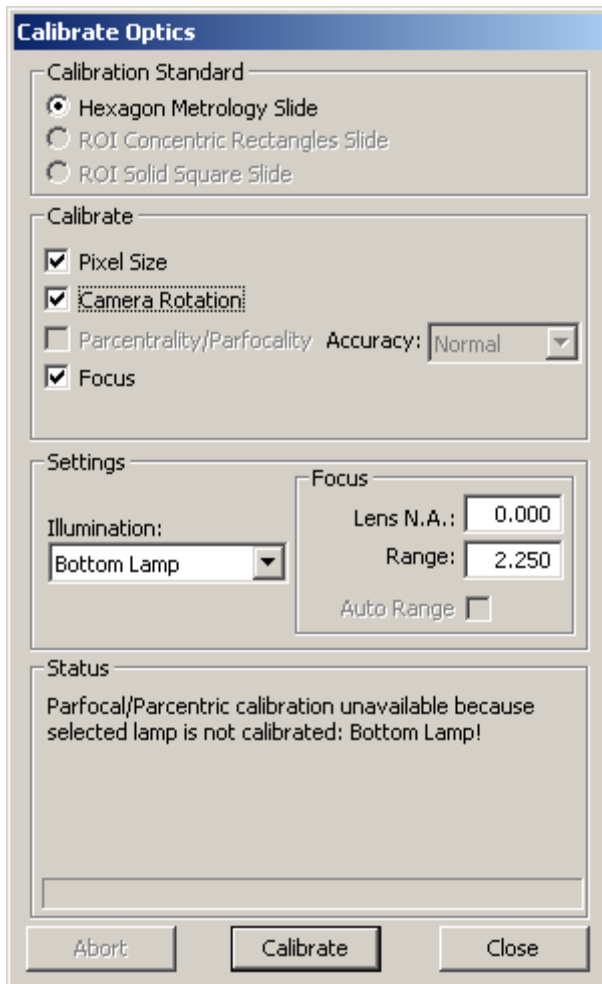 Calibrate Optics
Calibration Standard
Hexagon Metrology Slide
ROI Concentric Rectangles Slide
ROI Solid Square Slide
Calibrate
Pixel Size
Camera Rotation
Parcentrality/Parfocality Accuracy: Normal
Focus
Settings
Illumination:
Bottom Lamp
Focus
Lens N.A.: 0.000
Range: 2.250
Auto Range
Status
Parfocal/Parcentric calibration unavailable because
selected lamp is not calibrated: Bottom Lamp!
Abort Calibrate Close